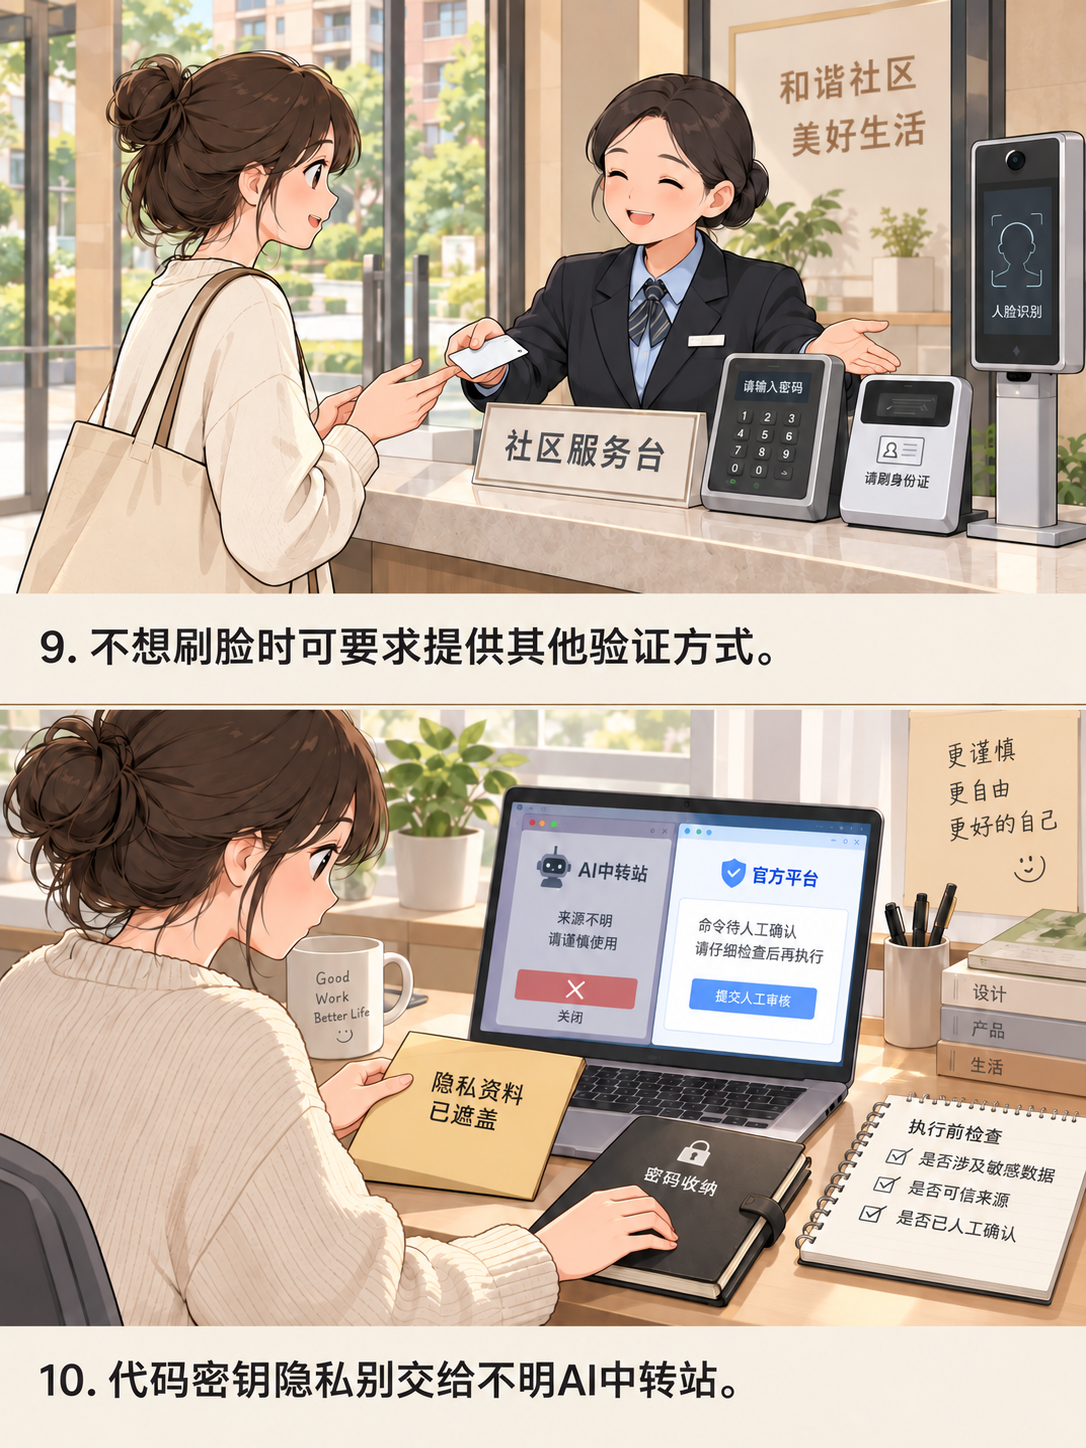 和谐社区
美好生活
人脸识别
请输入密码
1 2 3
4 5 6
7 8 9
0 0
请刷身份证
社区服务台
9. 不想刷脸时可要求提供其他验证方式。
更谨慎
更自由
更好的自己
AI中转站
来源不明
请谨慎使用
关闭
官方平台
命令待人工确认
请仔细检查后再执行
提交人工审核
Good
Work
Better Life
设计
产品
生活
隐私资料
已遮盖
密码收纳
执行前检查
是否涉及敏感数据
是否可信来源
是否已人工确认
10. 代码密钥隐私别交给不明AI中转站。